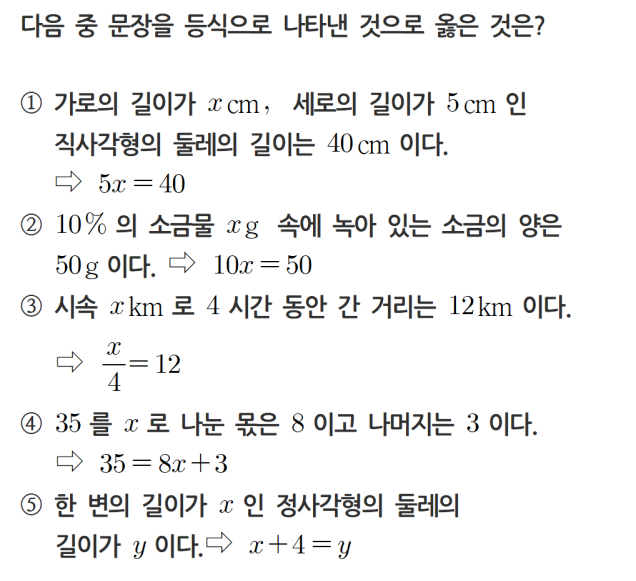 다음 중 문장을 등식으로 나타낸 것으로 옳은 것은?
① 가로의 길이가 x cm, 세로의 길이가 5 cm 인
직사각형의 둘레의 길이는 40 cm 이다.
⇨ 5x = 40
② 10% 의 소금물 x g 속에 녹아 있는 소금의 양은
50 g 이다. ⇨ 10x = 50
③ 시속 x km 로 4 시간 동안 간 거리는 12 km 이다.
⇨ x/4 = 12
④ 35 를 x 로 나눈 몫은 8 이고 나머지는 3 이다.
⇨ 35 = 8x + 3
⑤ 한 변의 길이가 x 인 정사각형의 둘레의
길이가 y 이다. ⇨ x + 4 = y